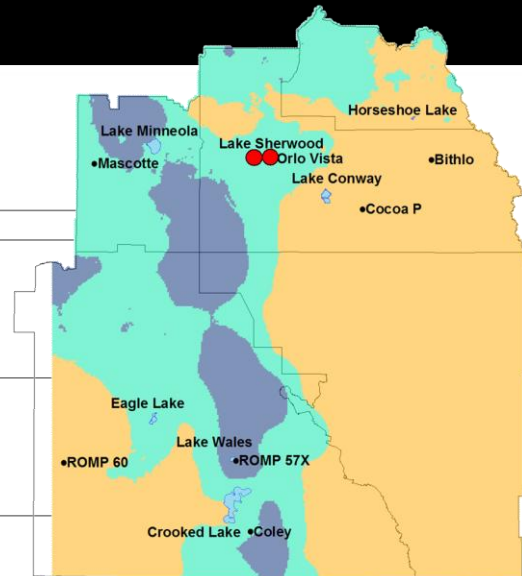 Horseshoe Lake
Lake Minneola
Lake Sherwood
Mascotte
Orlo Vista
Bithlo
Lake Conway
Cocoa P
Eagle Lake
Lake Wales
ROMP 60
ROMP 57X
Crooked Lake
Coley